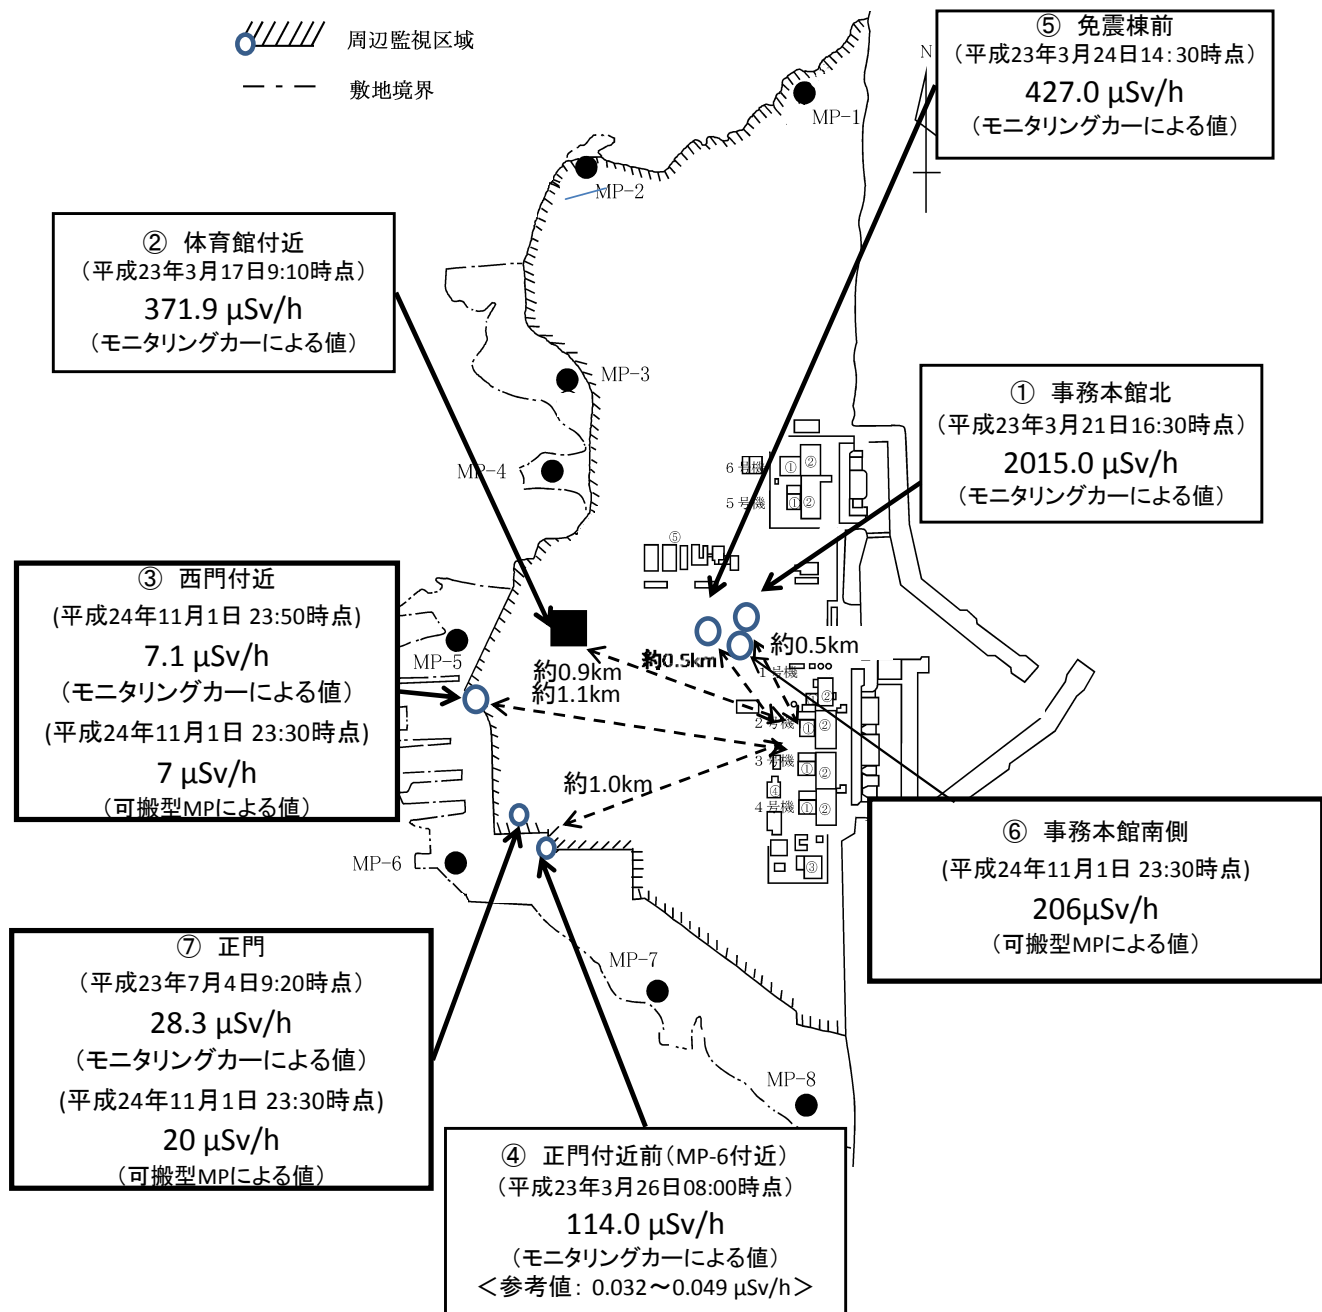 周辺監視区域
敷地境界
⑤ 免震棟前
(平成23年3月24日14:30時点)
427.0 μSv/h
(モニタリングカーによる値)
N
MP-1
MP-2
② 体育館付近
(平成23年3月17日9:10時点)
371.9 μSv/h
(モニタリングカーによる値)
MP-3
MP-4
① 事務本館北
(平成23年3月21日16:30時点)
2015.0 μSv/h
(モニタリングカーによる値)
6号機
① ②
5号機
① ②
⑤
③ 西門付近
(平成24年11月1日 23:50時点)
7.1 μSv/h
(モニタリングカーによる値)
(平成24年11月1日 23:30時点)
7 μSv/h
(可搬型MPによる値)
MP-5
約0.9km
約1.1km
約0.5km
約0.5km
1号機
②
2号機
① ②
3号機
① ②
④
4号機
① ②
③
約1.0km
MP-6
⑥ 事務本館南側
(平成24年11月1日 23:30時点)
206μSv/h
(可搬型MPによる値)
⑦ 正門
(平成23年7月4日9:20時点)
28.3 μSv/h
(モニタリングカーによる値)
(平成24年11月1日 23:30時点)
20 μSv/h
(可搬型MPによる値)
MP-7
MP-8
④ 正門付近前(MP-6付近)
(平成23年3月26日08:00時点)
114.0 μSv/h
(モニタリングカーによる値)
<参考値: 0.032～0.049 μSv/h>